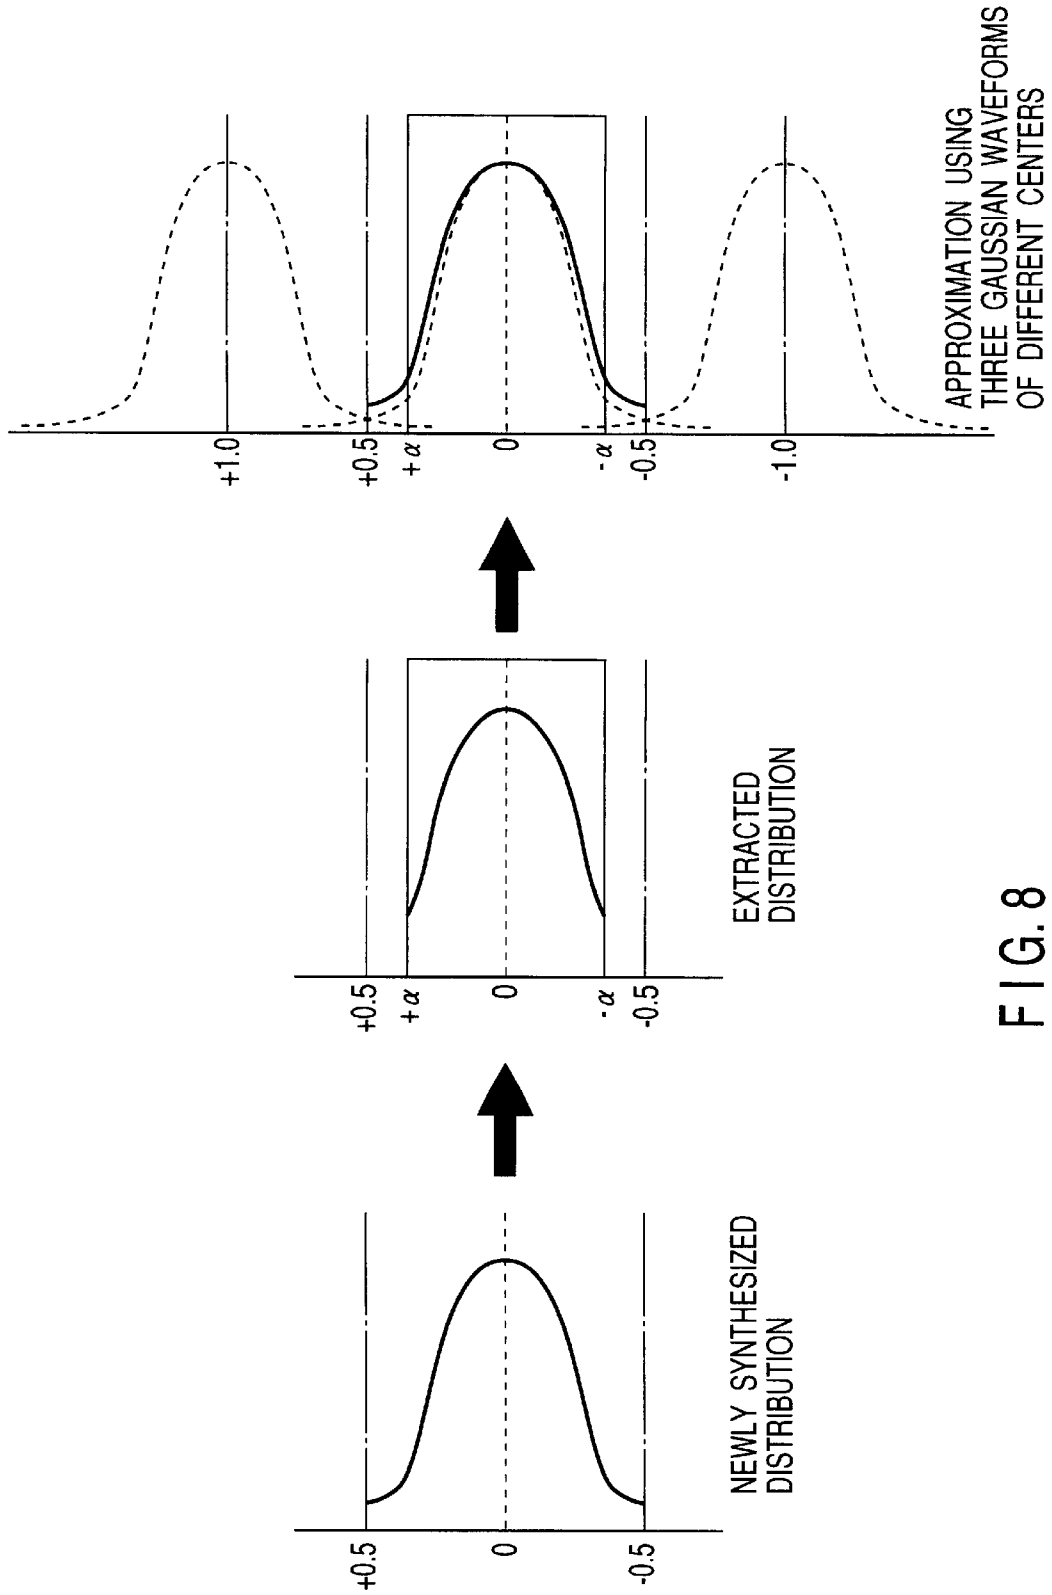 +0.5
0
-0.5
NEWLY SYNTHESIZED
DISTRIBUTION
+0.5
+α
0
-α
-0.5
EXTRACTED
DISTRIBUTION
+1.0
+0.5
+α
0
-α
-0.5
-1.0
APPROXIMATION USING
THREE GAUSSIAN WAVEFORMS
OF DIFFERENT CENTERS
FIG. 8